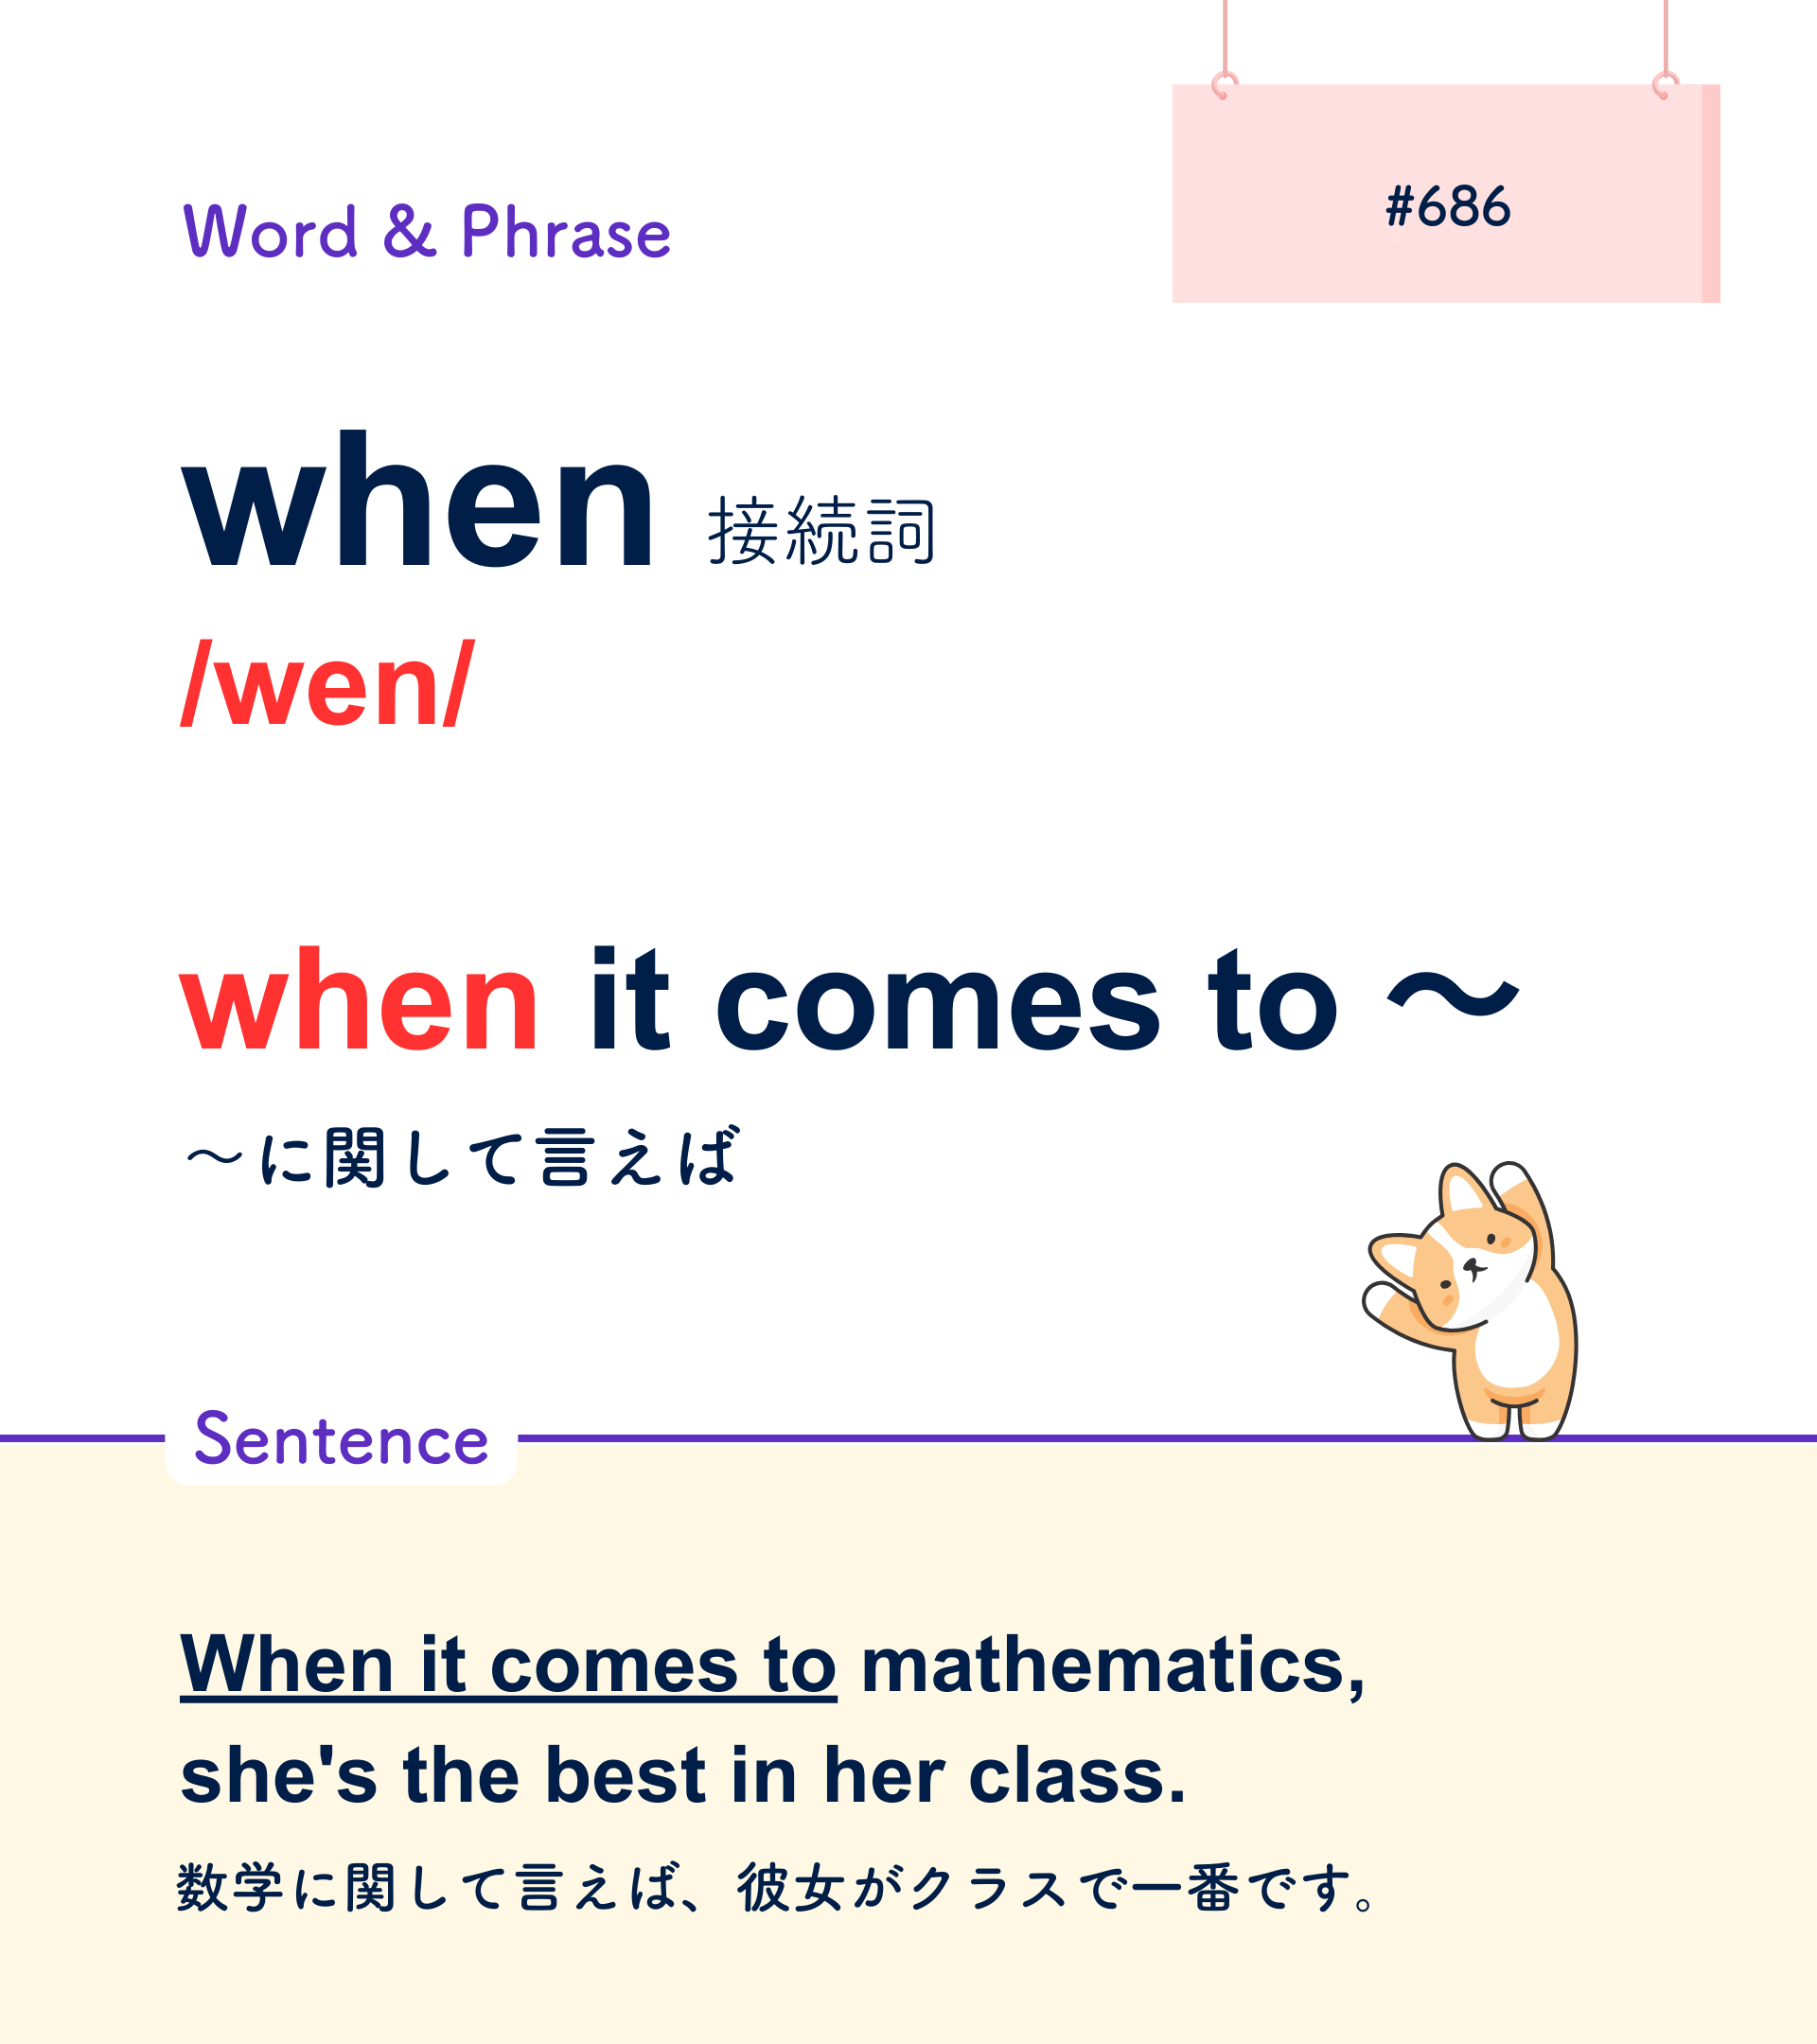 Word & Phrase
#686
when 接続詞
/wen/
when it comes to 〜
〜に関して言えば
Sentence
When it comes to mathematics,
she's the best in her class.
数学に関して言えば、彼女がクラスで一番です。